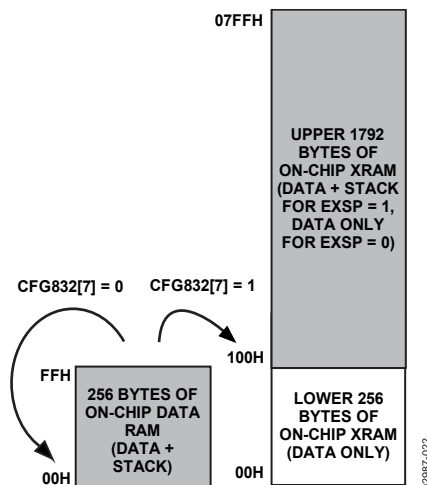 07FFH
UPPER 1792
BYTES OF
ON-CHIP XRAM
(DATA + STACK
FOR EXSP = 1,
DATA ONLY
FOR EXSP = 0)
CFG832[7] = 0
CFG832[7] = 1
100H
FFH
256 BYTES OF
ON-CHIP DATA
RAM
(DATA +
STACK)
00H
LOWER 256
BYTES OF
ON-CHIP XRAM
(DATA ONLY)
00H